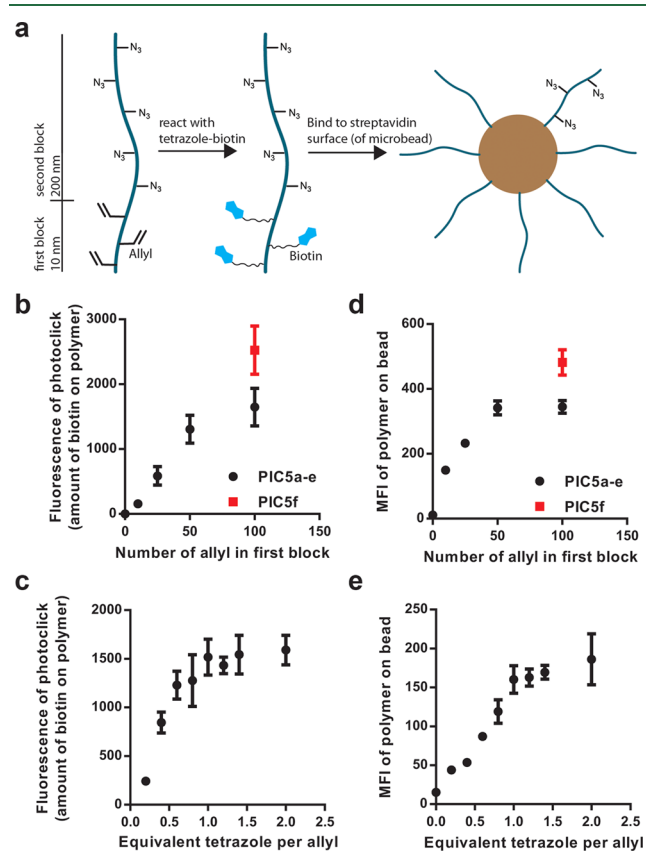 a
second block
200 nm
first block
10 nm
N3
N3
N3
N3
N3
Allyl
react with
tetrazole-biotin
N3
N3
N3
N3
N3
Biotin
Bind to streptavidin
surface (of microbead)
N3
N3
N3
b
Fluorescence of photoclick
(amount of biotin on polymer)
3000
2000
1000
0
0
50
100
150
PIC5a-e
PIC5f
Number of allyl in first block
d
MFI of polymer on bead
600
400
200
0
0
50
100
150
PIC5a-e
PIC5f
Number of allyl in first block
c
Fluorescence of photoclick
(amount of biotin on polymer)
2000
1500
1000
500
0
0.0
0.5
1.0
1.5
2.0
2.5
Equivalent tetrazole per allyl
e
MFI of polymer on bead
250
200
150
100
50
0
0.0
0.5
1.0
1.5
2.0
2.5
Equivalent tetrazole per allyl